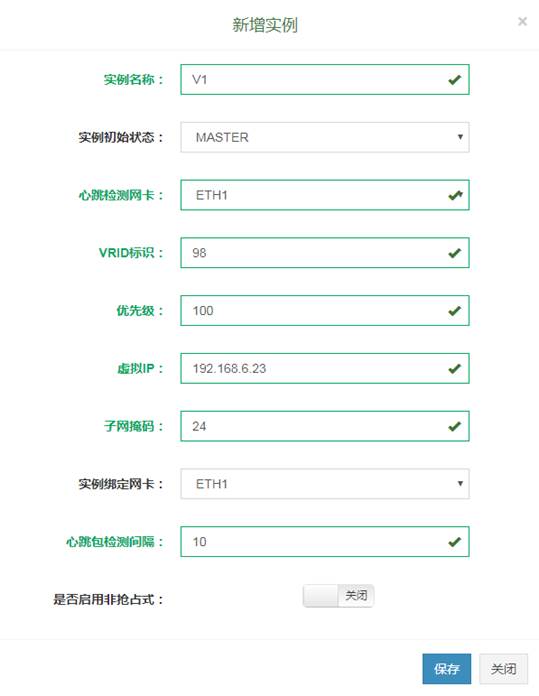 新增实例
×
实例名称： V1
实例初始状态： MASTER
心跳检测网卡： ETH1
VRID标识： 98
优先级： 100
虚拟IP： 192.168.6.23
子网掩码： 24
实例绑定网卡： ETH1
心跳包检测间隔： 10
是否启用非抢占式： 关闭
保存 关闭